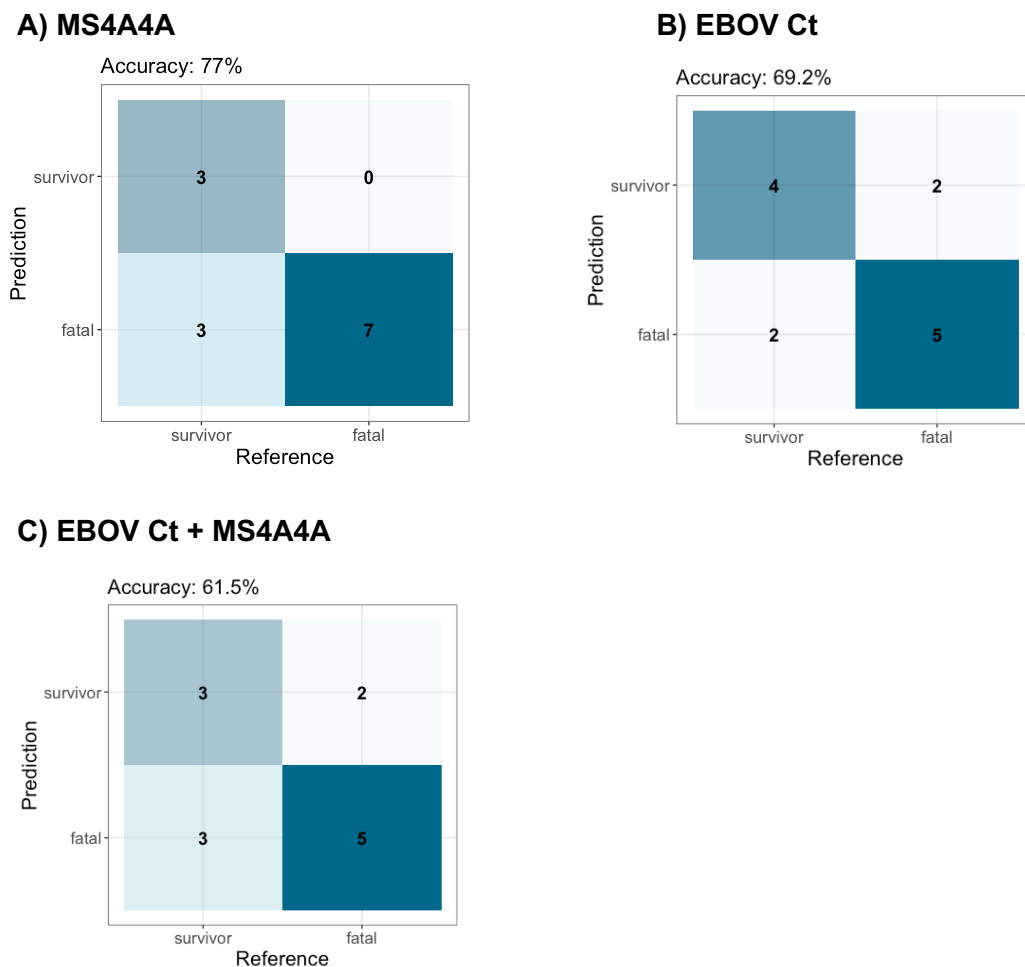 A) MS4A4A
Accuracy: 77%
Prediction
survivor
3
0
fatal
3
7
survivor
fatal
Reference
B) EBOV Ct
Accuracy: 69.2%
Prediction
survivor
4
2
fatal
2
5
survivor
fatal
Reference
C) EBOV Ct + MS4A4A
Accuracy: 61.5%
Prediction
survivor
3
2
fatal
3
5
survivor
fatal
Reference